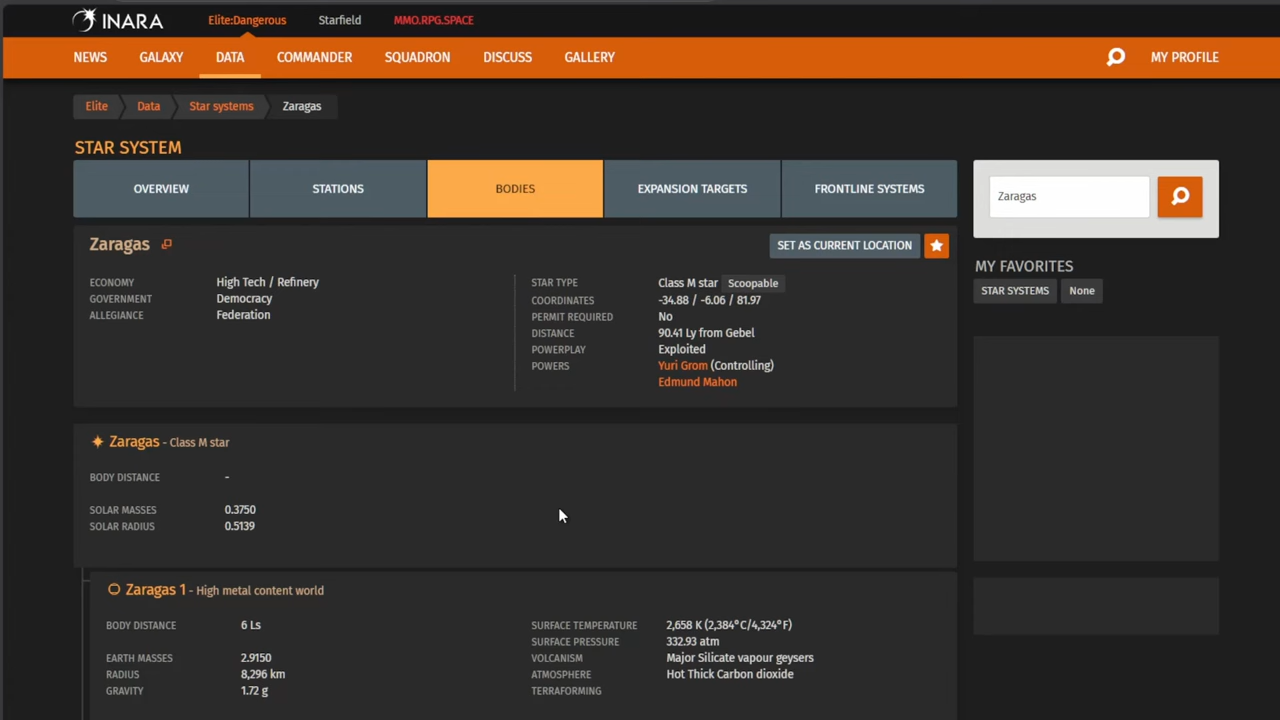 INARA Elite:Dangerous Starfield MMO.RPG.SPACE
NEWS GALAXY DATA COMMANDER SQUADRON DISCUSS GALLERY MY PROFILE
Elite Data Star systems Zaragas
STAR SYSTEM
OVERVIEW STATIONS BODIES EXPANSION TARGETS FRONTLINE SYSTEMS
Zaragas
SET AS CURRENT LOCATION
ECONOMY High Tech / Refinery
GOVERNMENT Democracy
ALLEGIANCE Federation
STAR TYPE Class M star Scoopable
COORDINATES -34.88 / -6.06 / 81.97
PERMIT REQUIRED No
DISTANCE 90.41 Ly from Gebel
POWERPLAY Exploited
POWERS Yuri Grom (Controlling)
Edmund Mahon
Zaragas - Class M star
BODY DISTANCE -
SOLAR MASSES 0.3750
SOLAR RADIUS 0.5139
Zaragas 1 - High metal content world
BODY DISTANCE 6 Ls
EARTH MASSES 2.9150
RADIUS 8,296 km
GRAVITY 1.72 g
SURFACE TEMPERATURE 2,658 K (2,384°C/4,324°F)
SURFACE PRESSURE 332.93 atm
VOLCANISM Major Silicate vapour geysers
ATMOSPHERE Hot Thick Carbon dioxide
TERRAFORMING
Zaragas
MY FAVORITES
STAR SYSTEMS None